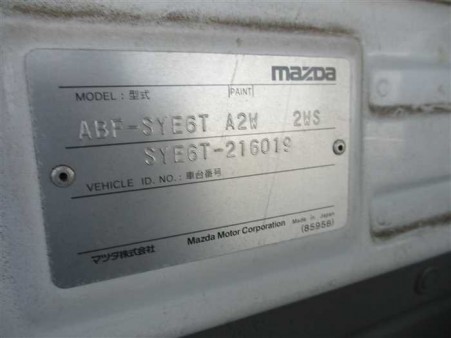 mazda
MODEL : 型式 PAINT
ABF-SYE6T A2W 2WS
SYE6T-216019
VEHICLE ID. NO. : 車台番号
マツダ株式会社 Mazda Motor Corporation Made in Japan
(85956)